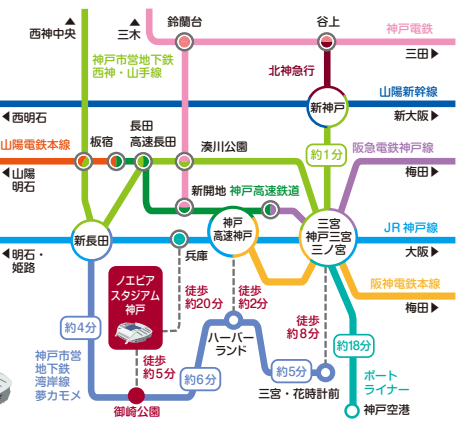 ▲
西神中央
▲
三木
鈴蘭台
谷上
神戸電鉄
三田▶
神戸市営地下鉄
西神・山手線
北神急行
山陽新幹線
◀西明石
新神戸
新大阪▶
山陽電鉄本線
板宿
長田
高速長田
湊川公園
約1分
阪急電鉄神戸線
◀山陽
明石
梅田▶
新開地
神戸高速鉄道
新長田
神戸
高速神戸
三宮
神戸三宮
三ノ宮
JR神戸線
◀明石・
姫路
兵庫
大阪▶
ノエビア
スタジアム
神戸
徒歩
約20分
徒歩
約2分
阪神電鉄本線
梅田▶
約4分
徒歩
約8分
ハーバー
ランド
約18分
神戸市営
地下鉄
湾岸線
夢カモメ
徒歩
約5分
約6分
約5分
三宮・花時計前
ポート
ライナー
御崎公園
神戸空港